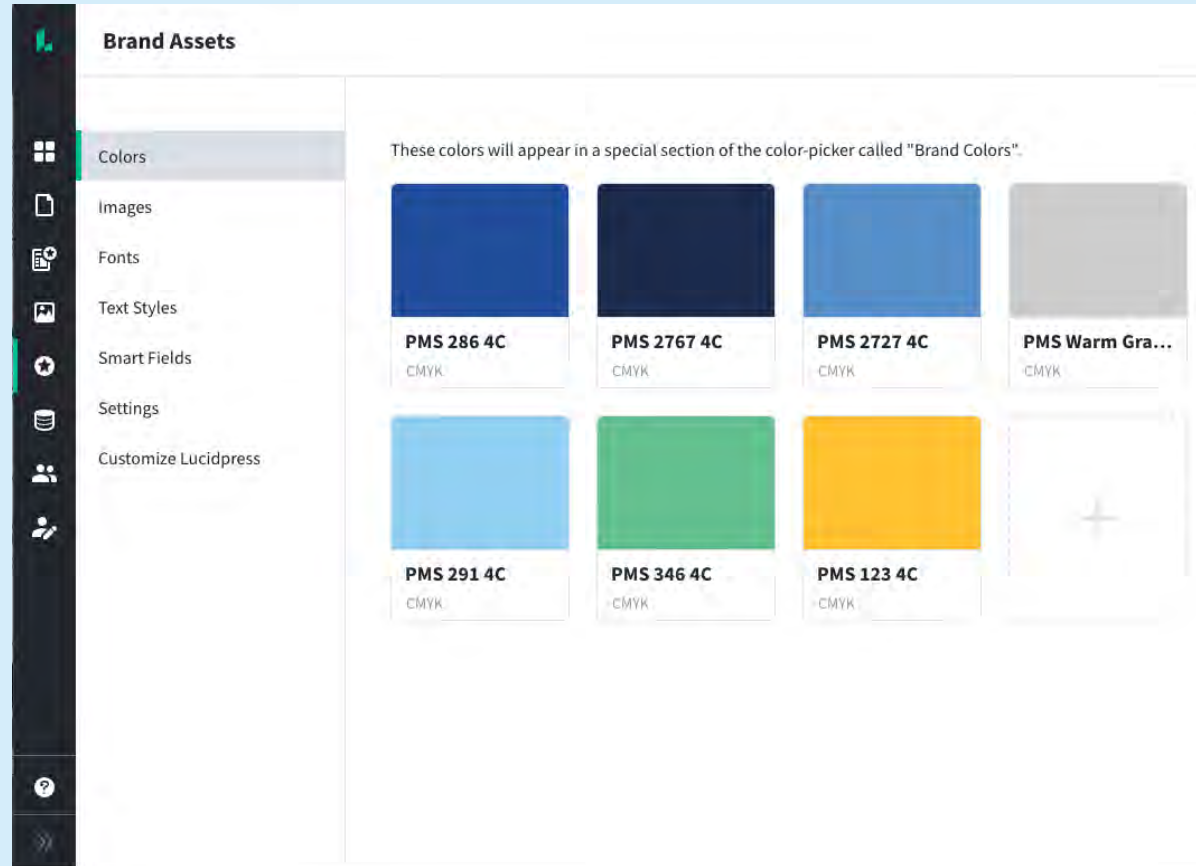 Brand Assets
Colors
Images
Fonts
Text Styles
Smart Fields
Settings
Customize Lucidpress
These colors will appear in a special section of the color-picker called "Brand Colors".
PMS 286 4C
CMYK
PMS 2767 4C
CMYK
PMS 2727 4C
CMYK
PMS Warm Gra...
CMYK
PMS 291 4C
CMYK
PMS 346 4C
CMYK
PMS 123 4C
CMYK